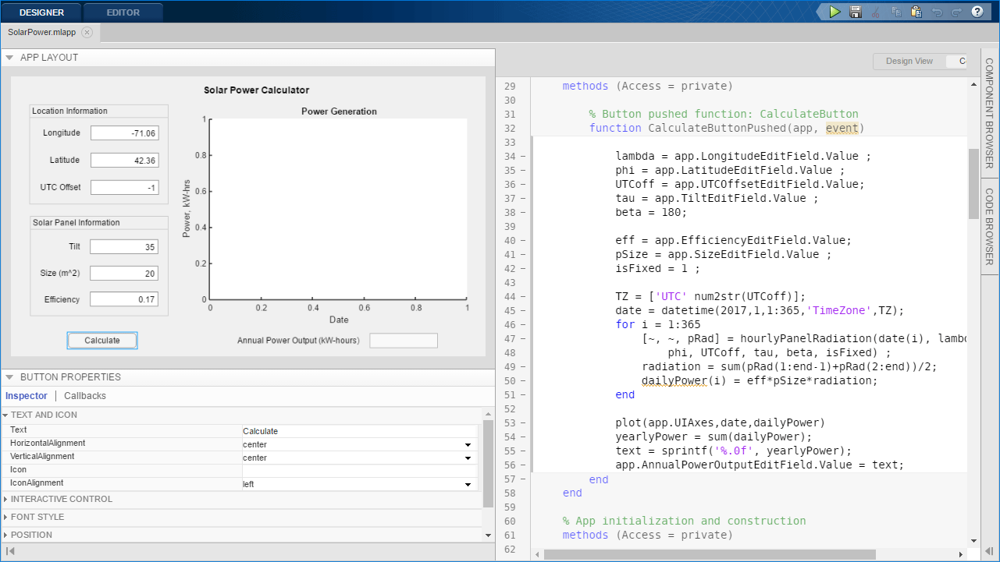 DESIGNER EDITOR
SolarPower.mlapp
APP LAYOUT
Solar Power Calculator
Location Information
Longitude -71.06
Latitude 42.36
UTC Offset -1
Solar Panel Information
Tilt 35
Size (m^2) 20
Efficiency 0.17
Calculate
Power Generation
Power, kW-hrs
1
0.8
0.6
0.4
0.2
0
0 0.2 0.4 0.6 0.8 1
Date
Annual Power Output (kW-hours)
BUTTON PROPERTIES
Inspector Callbacks
TEXT AND ICON
Text Calculate
HorizontalAlignment center
VerticalAlignment center
Icon
IconAlignment left
INTERACTIVE CONTROL
FONT STYLE
POSITION
Design View C
29 methods (Access = private)
30
31 % Button pushed function: CalculateButton
32 function CalculateButtonPushed(app, event)
33
34 – lambda = app.LongitudeEditField.Value ;
35 – phi = app.LatitudeEditField.Value ;
36 – UTCoff = app.UTCOffsetEditField.Value;
37 – tau = app.TiltEditField.Value ;
38 – beta = 180;
39
40 – eff = app.EfficiencyEditField.Value;
41 – pSize = app.SizeEditField.Value ;
42 – isFixed = 1 ;
43
44 – TZ = ['UTC' num2str(UTCoff)];
45 – date = datetime(2017,1,1:365,'TimeZone',TZ);
46 – for i = 1:365
47 – [~, ~, pRad] = hourlyPanelRadiation(date(i), lamb
48 phi, UTCoff, tau, beta, isFixed) ;
49 – radiation = sum(pRad(1:end-1)+pRad(2:end))/2;
50 – dailyPower(i) = eff*pSize*radiation;
51 – end
52
53 – plot(app.UIAxes,date,dailyPower)
54 – yearlyPower = sum(dailyPower);
55 – text = sprintf('%.0f', yearlyPower);
56 – app.AnnualPowerOutputEditField.Value = text;
57 – end
58 end
59
60 % App initialization and construction
61 methods (Access = private)
62
COMPONENT BROWSER
CODE BROWSER